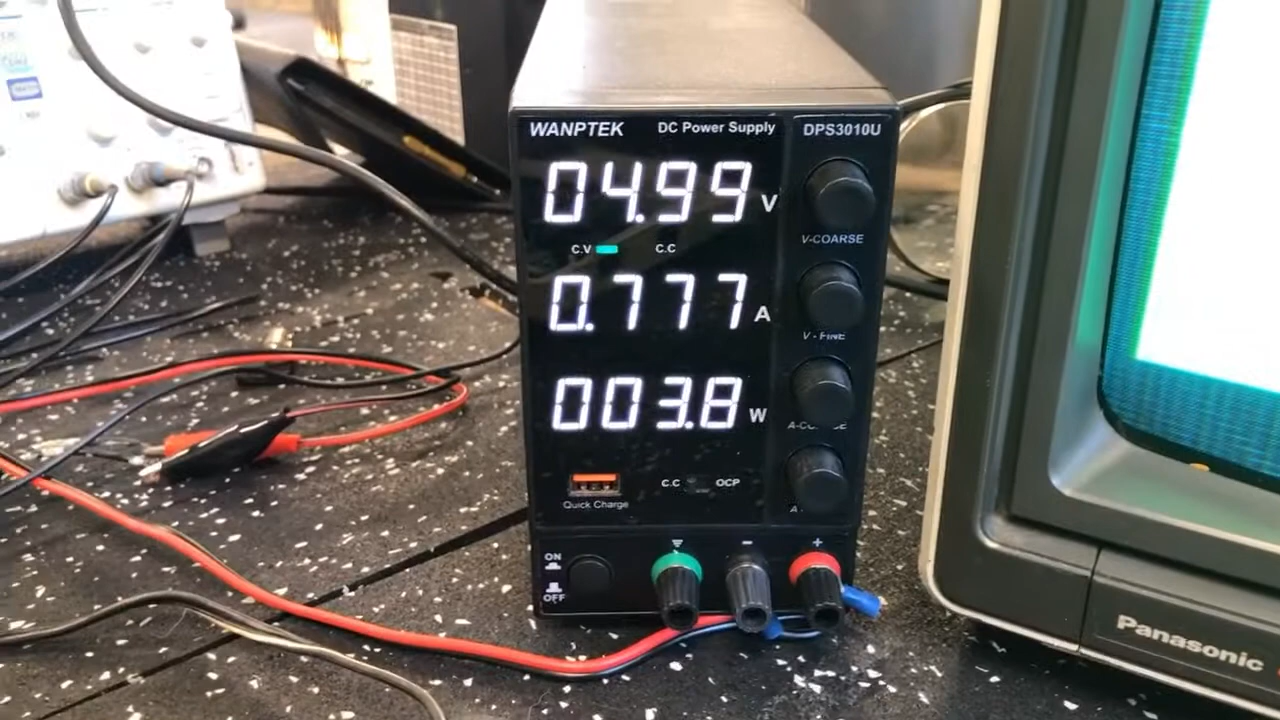 WANPTEK DC Power Supply DPS3010U
04.99 V
V-COARSE
C.V C.C
0.777 A
V - FINE
003.8 W
C.C OCP
Quick Charge
- +
ON
OFF
Panasonic